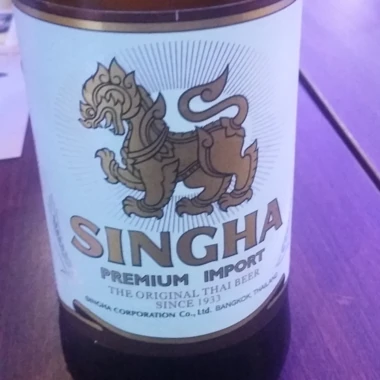 SINGHA
PREMIUM IMPORT
THE ORIGINAL THAI BEER
SINCE 1933
SINGHA CORPORATION Co., Ltd. BANGKOK, THAILAND